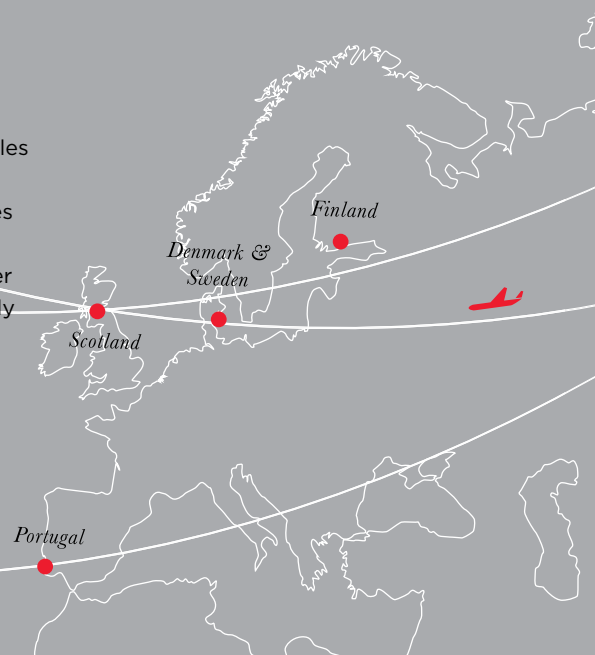 les
es
er
ly
Finland
Denmark &
Sweden
Scotland
Portugal